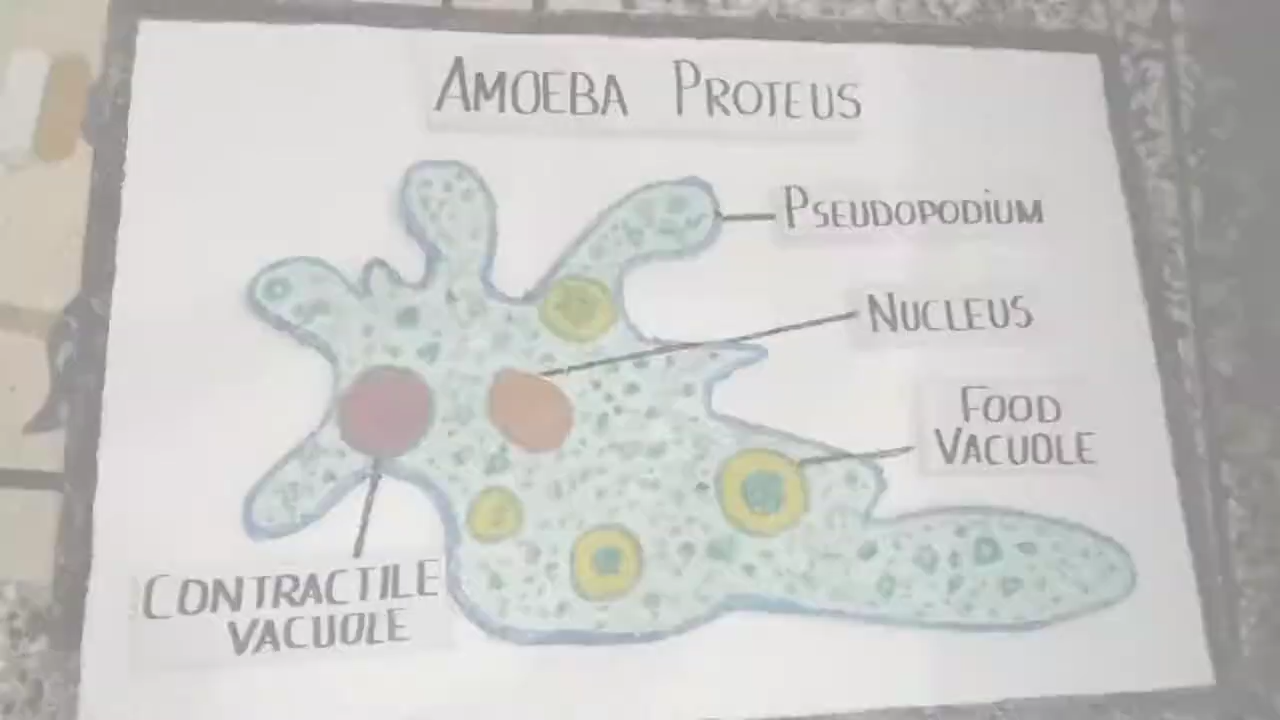 AMOEBA PROTEUS
PSEUDOPODiUM
NUCLEUS
FOOD
VACUOLE
CONTRACTILE
VACUOLE